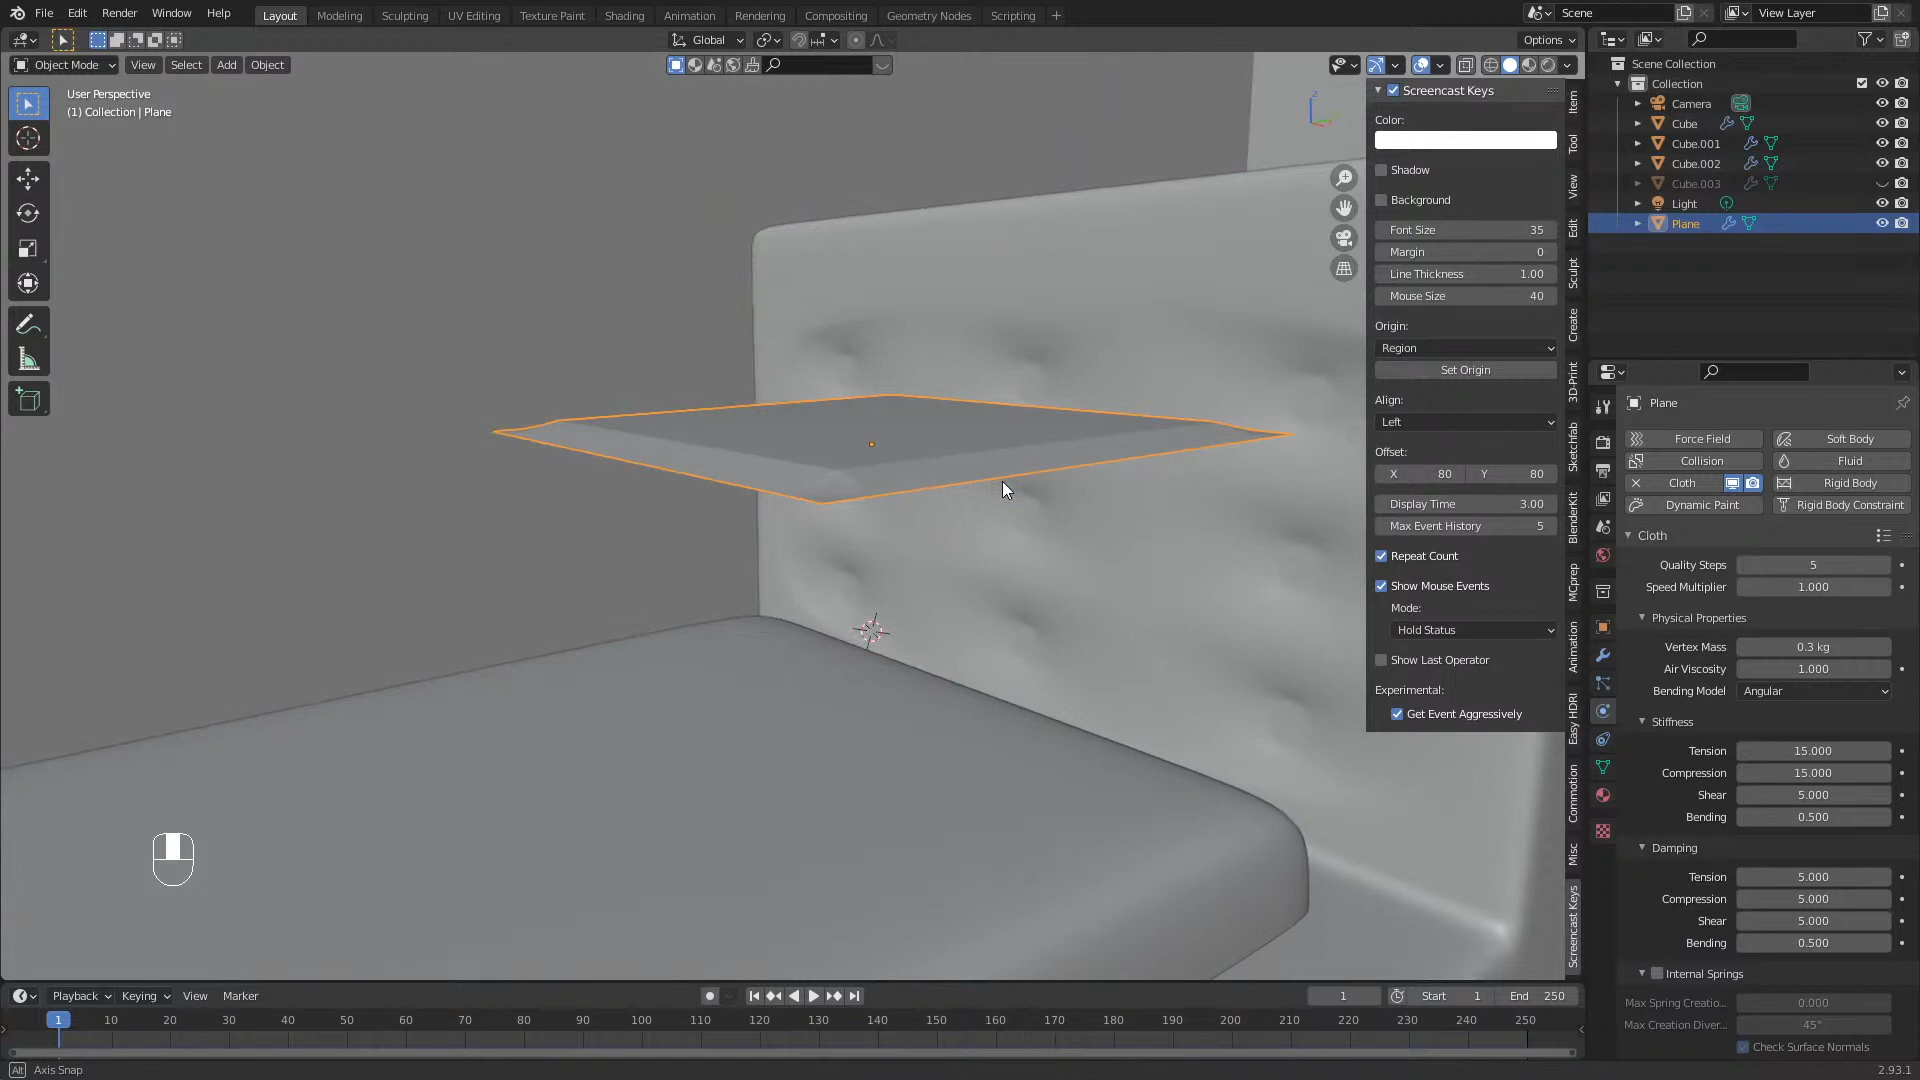 File Edit Render Window Help Layout Modeling Sculpting UV Editing Texture Paint Shading Animation Rendering Compositing Geometry Nodes Scripting + Scene View Layer
Global Options
Object Mode View Select Add Object
User Perspective
(1) Collection | Plane
Z
Screencast Keys
Color:
Shadow
Background
Font Size 35
Margin 0
Line Thickness 1.00
Mouse Size 40
Origin:
Region
Set Origin
Align:
Left
Offset:
X 80 Y 80
Display Time 3.00
Max Event History 5
Repeat Count
Show Mouse Events
Mode:
Hold Status
Show Last Operator
Experimental:
Get Event Aggressively
Item
Tool
View
Edit
Sculpt
Create
3D-Print
Sketchfab
BlenderKit
MCprep
Animation
Easy HDRI
Commotion
Misc
Screencast Keys
Scene Collection
Collection
Camera
Cube
Cube.001
Cube.002
Cube.003
Light
Plane
Plane
Force Field Soft Body
Collision Fluid
Cloth Rigid Body
Dynamic Paint Rigid Body Constraint
Cloth
Quality Steps 5
Speed Multiplier 1.000
Physical Properties
Vertex Mass 0.3 kg
Air Viscosity 1.000
Bending Model Angular
Stiffness
Tension 15.000
Compression 15.000
Shear 5.000
Bending 0.500
Damping
Tension 5.000
Compression 5.000
Shear 5.000
Bending 0.500
Internal Springs
Max Spring Creatio... 0.000
Max Creation Diver... 45°
Check Surface Normals
Playback Keying View Marker 1 Start 1 End 250
1 10 20 30 40 50 60 70 80 90 100 110 120 130 140 150 160 170 180 190 200 210 220 230 240 250
Alt Axis Snap 2.93.1